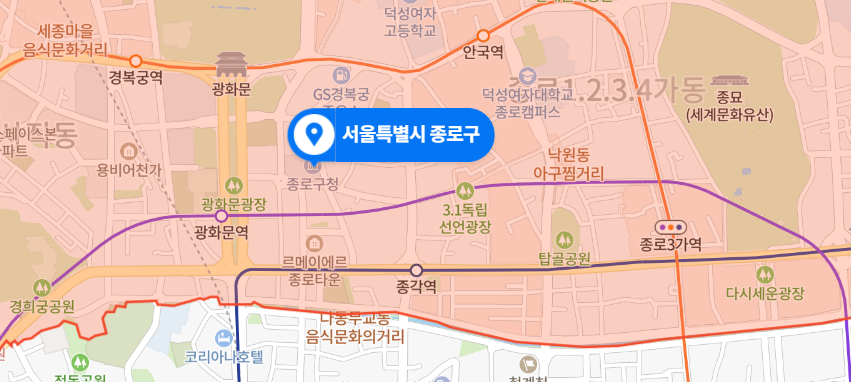 덕성여자
고등학교
세종마을
음식문화거리
안국역
경복궁역
광화문
GS경복궁
덕성여자대학교
종로캠퍼스
종로1.2.3.4가동
종묘
(세계문화유산)
서울특별시 종로구
스페이스본
아파트
용비어천가
낙원동
아구찜거리
종로구청
광화문광장
3.1독립
선언광장
광화문역
르메이에르
종로타운
탑골공원
종로3가역
종각역
다시세운광장
경희궁공원
다동무교동
음식문화의거리
코리아나호텔
정동공원